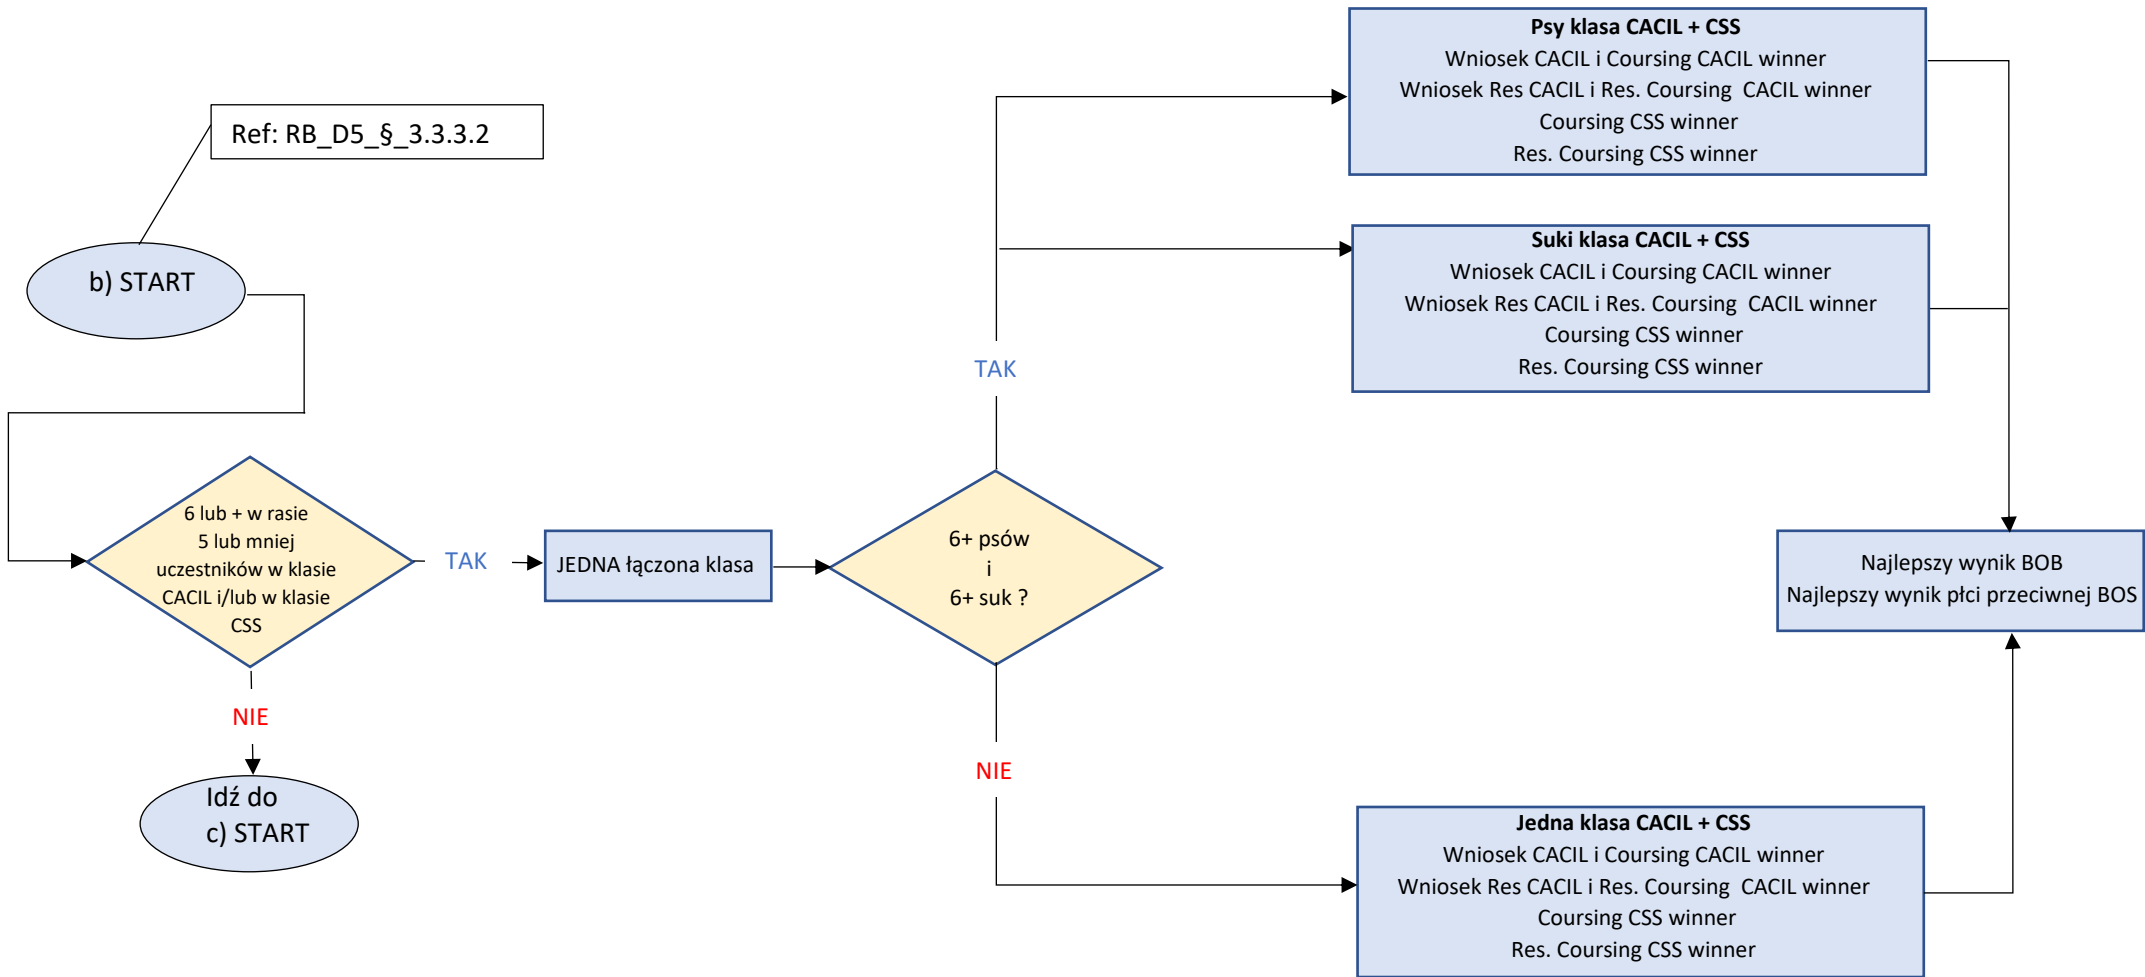 Ref: RB_D5_§_3.3.3.2
b) START
6 lub + w rasie
5 lub mniej
uczestników w klasie
CACIL i/lub w klasie
CSS
TAK
NIE
Idź do
c) START
JEDNA łączona klasa
6+ psów
i
6+ suk ?
TAK
NIE
Psy klasa CACIL + CSS
Wniosek CACIL i Coursing CACIL winner
Wniosek Res CACIL i Res. Coursing CACIL winner
Coursing CSS winner
Res. Coursing CSS winner
Suki klasa CACIL + CSS
Wniosek CACIL i Coursing CACIL winner
Wniosek Res CACIL i Res. Coursing CACIL winner
Coursing CSS winner
Res. Coursing CSS winner
Jedna klasa CACIL + CSS
Wniosek CACIL i Coursing CACIL winner
Wniosek Res CACIL i Res. Coursing CACIL winner
Coursing CSS winner
Res. Coursing CSS winner
Najlepszy wynik BOB
Najlepszy wynik płci przeciwnej BOS